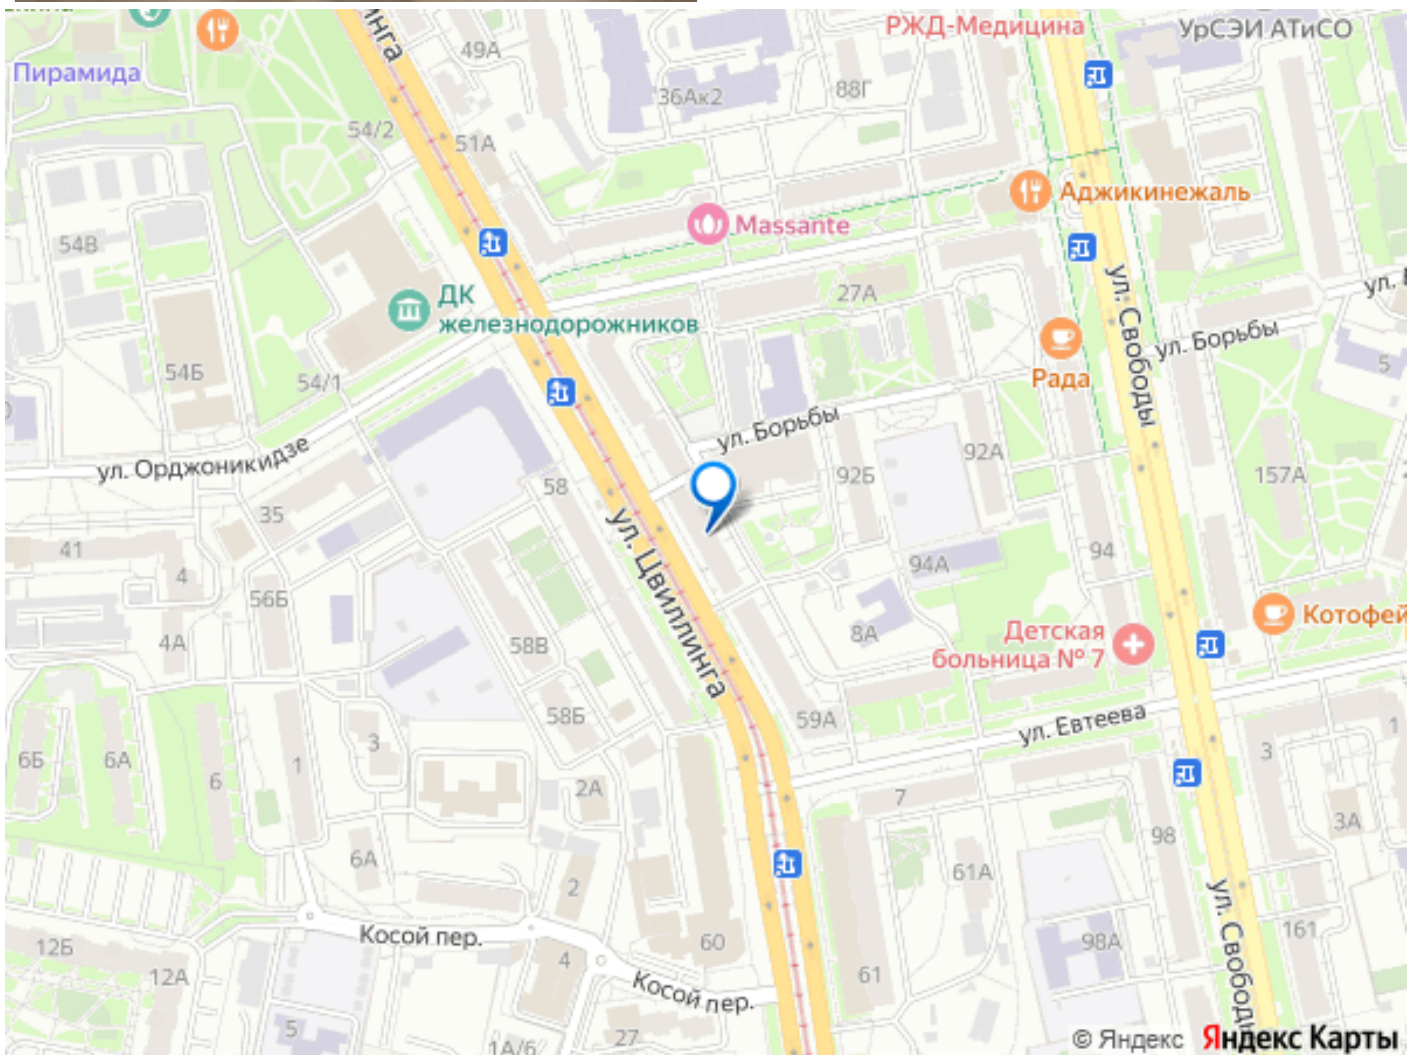 Пирамида
49А
РЖД-Медицина
УрСЭИ АТиСО
36Ак2
88Г
54/2
51А
Аджикинежаль
Massante
54В
27А
ДК
железнодорожников
ул. Свободы
ул. Борьбы
5
54Б
54/1
Рада
ул. Борьбы
ул. Орджоникидзе
92А
92Б
157А
58
35
41
ул. Цвиллинга
94
94А
4
56Б
4А
58В
8А
Детская
больница № 7
Котофей
58Б
59А
ул. Евтеева
1
6Б
6А
6
1
3
3
2А
7
3А
98
6А
2
61А
Косой пер.
12Б
12А
60
4
61
98А
161
ул. Свободы
Косой пер.
5
1А/6
27
© Яндекс Яндекс Карты